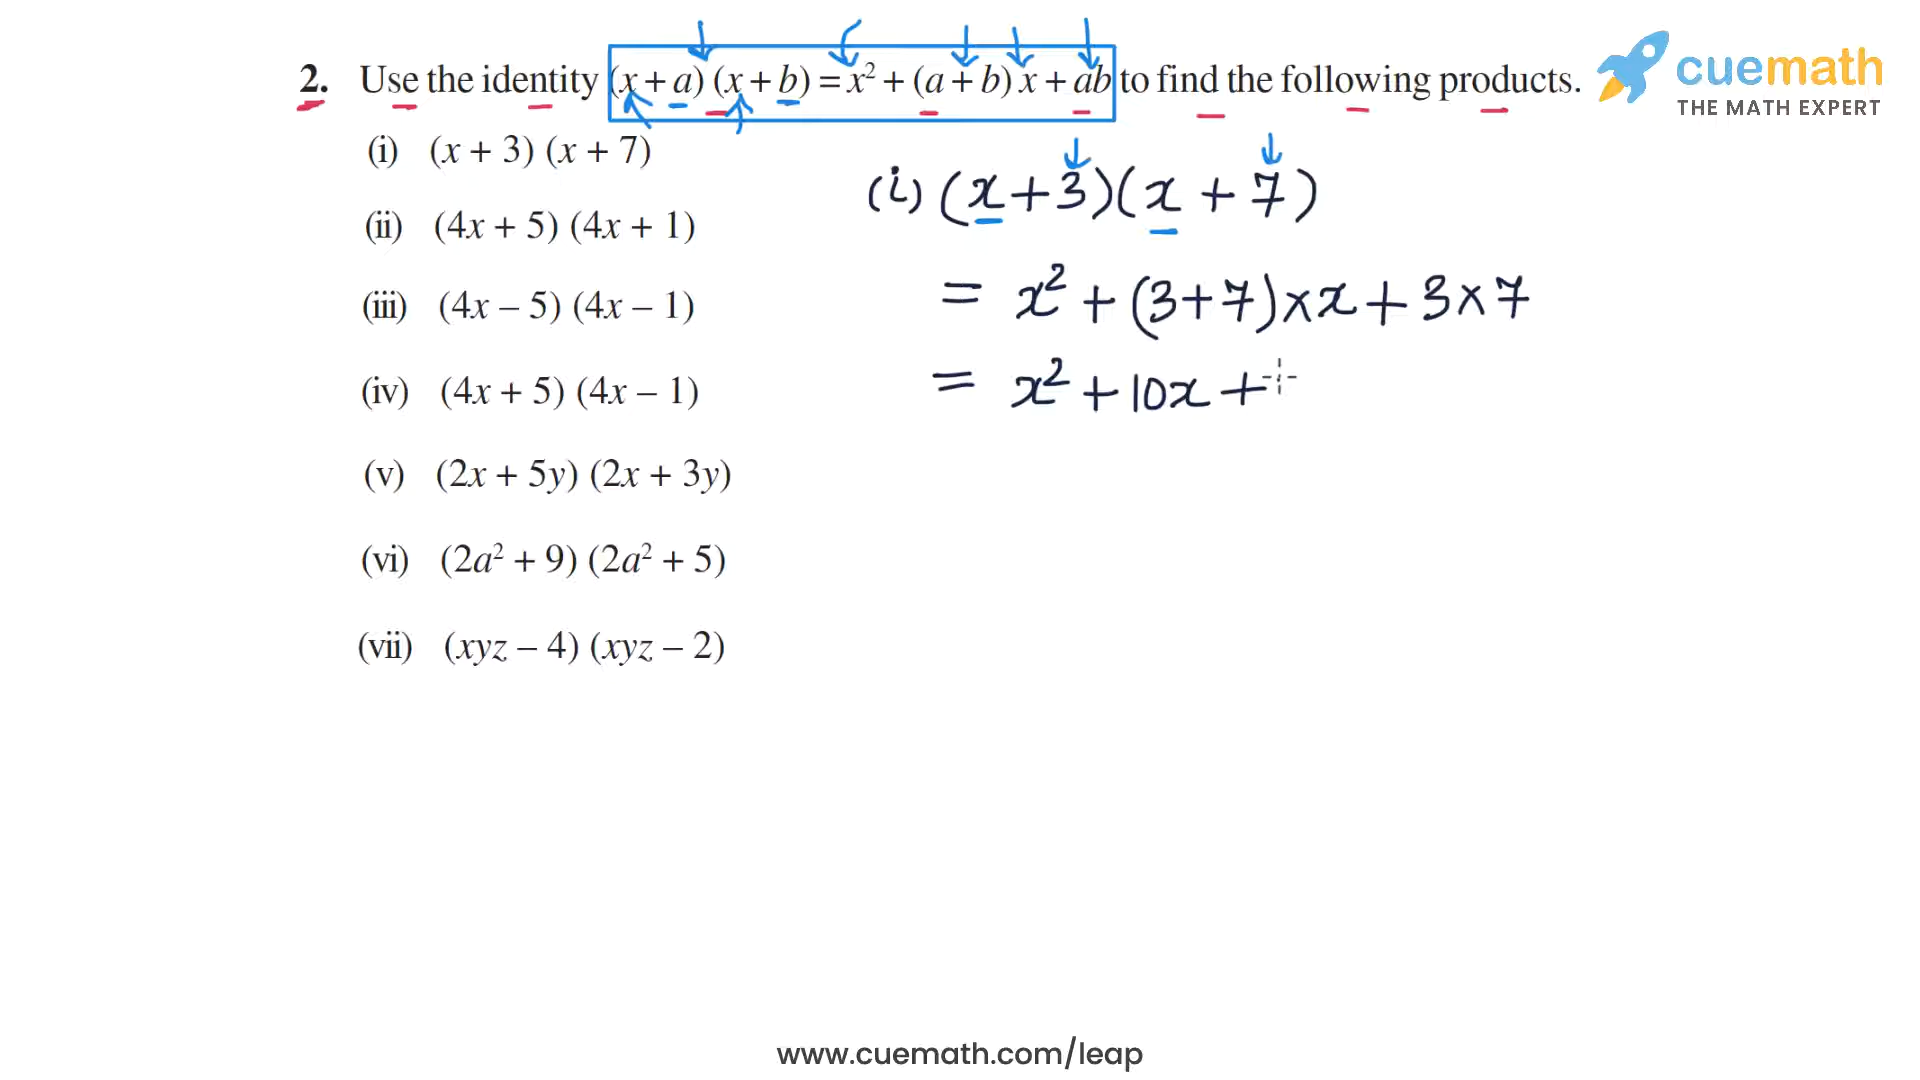 2. Use the identity (x + a) (x + b) = x² + (a + b) x + ab to find the following products.
cuemath
THE MATH EXPERT
(i) (x + 3) (x + 7)
(ii) (4x + 5) (4x + 1)
(iii) (4x – 5) (4x – 1)
(iv) (4x + 5) (4x – 1)
(v) (2x + 5y) (2x + 3y)
(vi) (2a² + 9) (2a² + 5)
(vii) (xyz – 4) (xyz – 2)
(i) (x + 3)(x + 7)
= x² + (3+7)×x + 3×7
= x² + 10x +
www.cuemath.com/leap